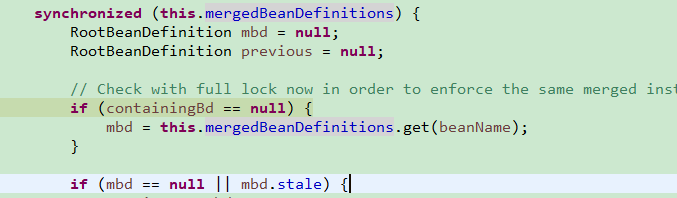 synchronized (this.mergedBeanDefinitions) {
RootBeanDefinition mbd = null;
RootBeanDefinition previous = null;
// Check with full lock now in order to enforce the same merged
if (containingBd == null) {
mbd = this.mergedBeanDefinitions.get(beanName);
}
if (mbd == null || mbd.stale) {